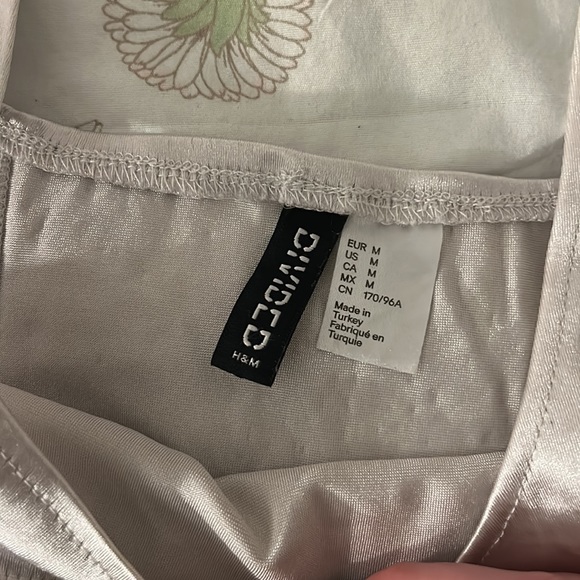 DIVIDED
H&M
EUR M
US M
CA M
MX M
CN 170/96A
Made in
Turkey
Fabriqué en
Turquie